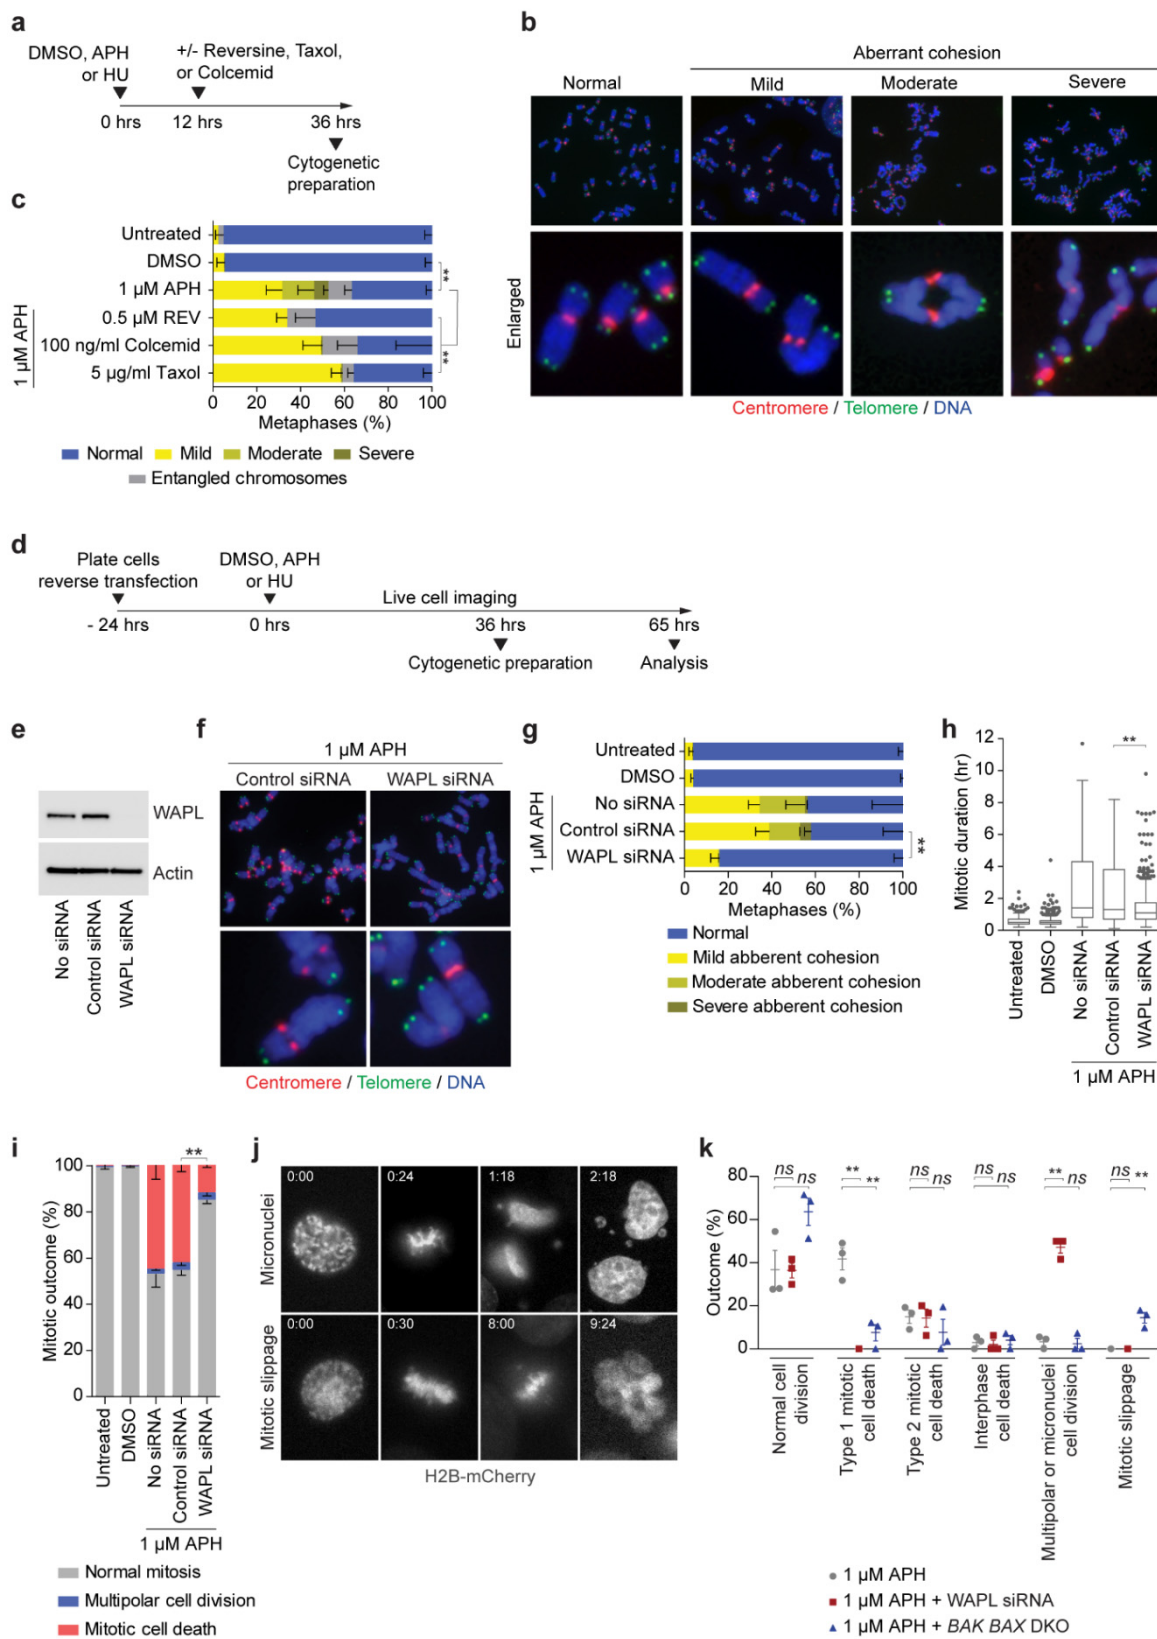 a
DMSO, APH
or HU
+/- Reversine, Taxol,
or Colcemid
0 hrs
12 hrs
36 hrs
Cytogenetic
preparation
b
Aberrant cohesion
Normal
Mild
Moderate
Severe
Enlarged
Centromere / Telomere / DNA
c
Untreated
DMSO
1 µM APH
0.5 µM REV
100 ng/ml Colcemid
5 µg/ml Taxol
1 µM APH
**
**
0 20 40 60 80 100
Metaphases (%)
Normal Mild Moderate Severe
Entangled chromosomes
d
Plate cells
reverse transfection
DMSO, APH
or HU
Live cell imaging
- 24 hrs
0 hrs
36 hrs
65 hrs
Cytogenetic preparation
Analysis
e
WAPL
Actin
No siRNA
Control siRNA
WAPL siRNA
f
1 µM APH
Control siRNA
WAPL siRNA
Centromere / Telomere / DNA
g
Untreated
DMSO
No siRNA
Control siRNA
WAPL siRNA
1 µM APH
**
0 20 40 60 80 100
Metaphases (%)
Normal
Mild abberent cohesion
Moderate abberent cohesion
Severe abberent cohesion
h
Mitotic duration (hr)
12
10
8
6
4
2
0
**
Untreated
DMSO
No siRNA
Control siRNA
WAPL siRNA
1 µM APH
i
Mitotic outcome (%)
100
80
60
40
20
0
**
Untreated
DMSO
No siRNA
Control siRNA
WAPL siRNA
1 µM APH
Normal mitosis
Multipolar cell division
Mitotic cell death
j
Micronuclei
0:00
0:24
1:18
2:18
Mitotic slippage
0:00
0:30
8:00
9:24
H2B-mCherry
k
Outcome (%)
80
60
40
20
0
ns
ns
**
**
ns
ns
ns
ns
**
ns
ns
**
Normal cell
division
Type 1 mitotic
cell death
Type 2 mitotic
cell death
Interphase
cell death
Multipolar or micronuclei
cell division
Mitotic slippage
1 µM APH
1 µM APH + WAPL siRNA
1 µM APH + BAK BAX DKO